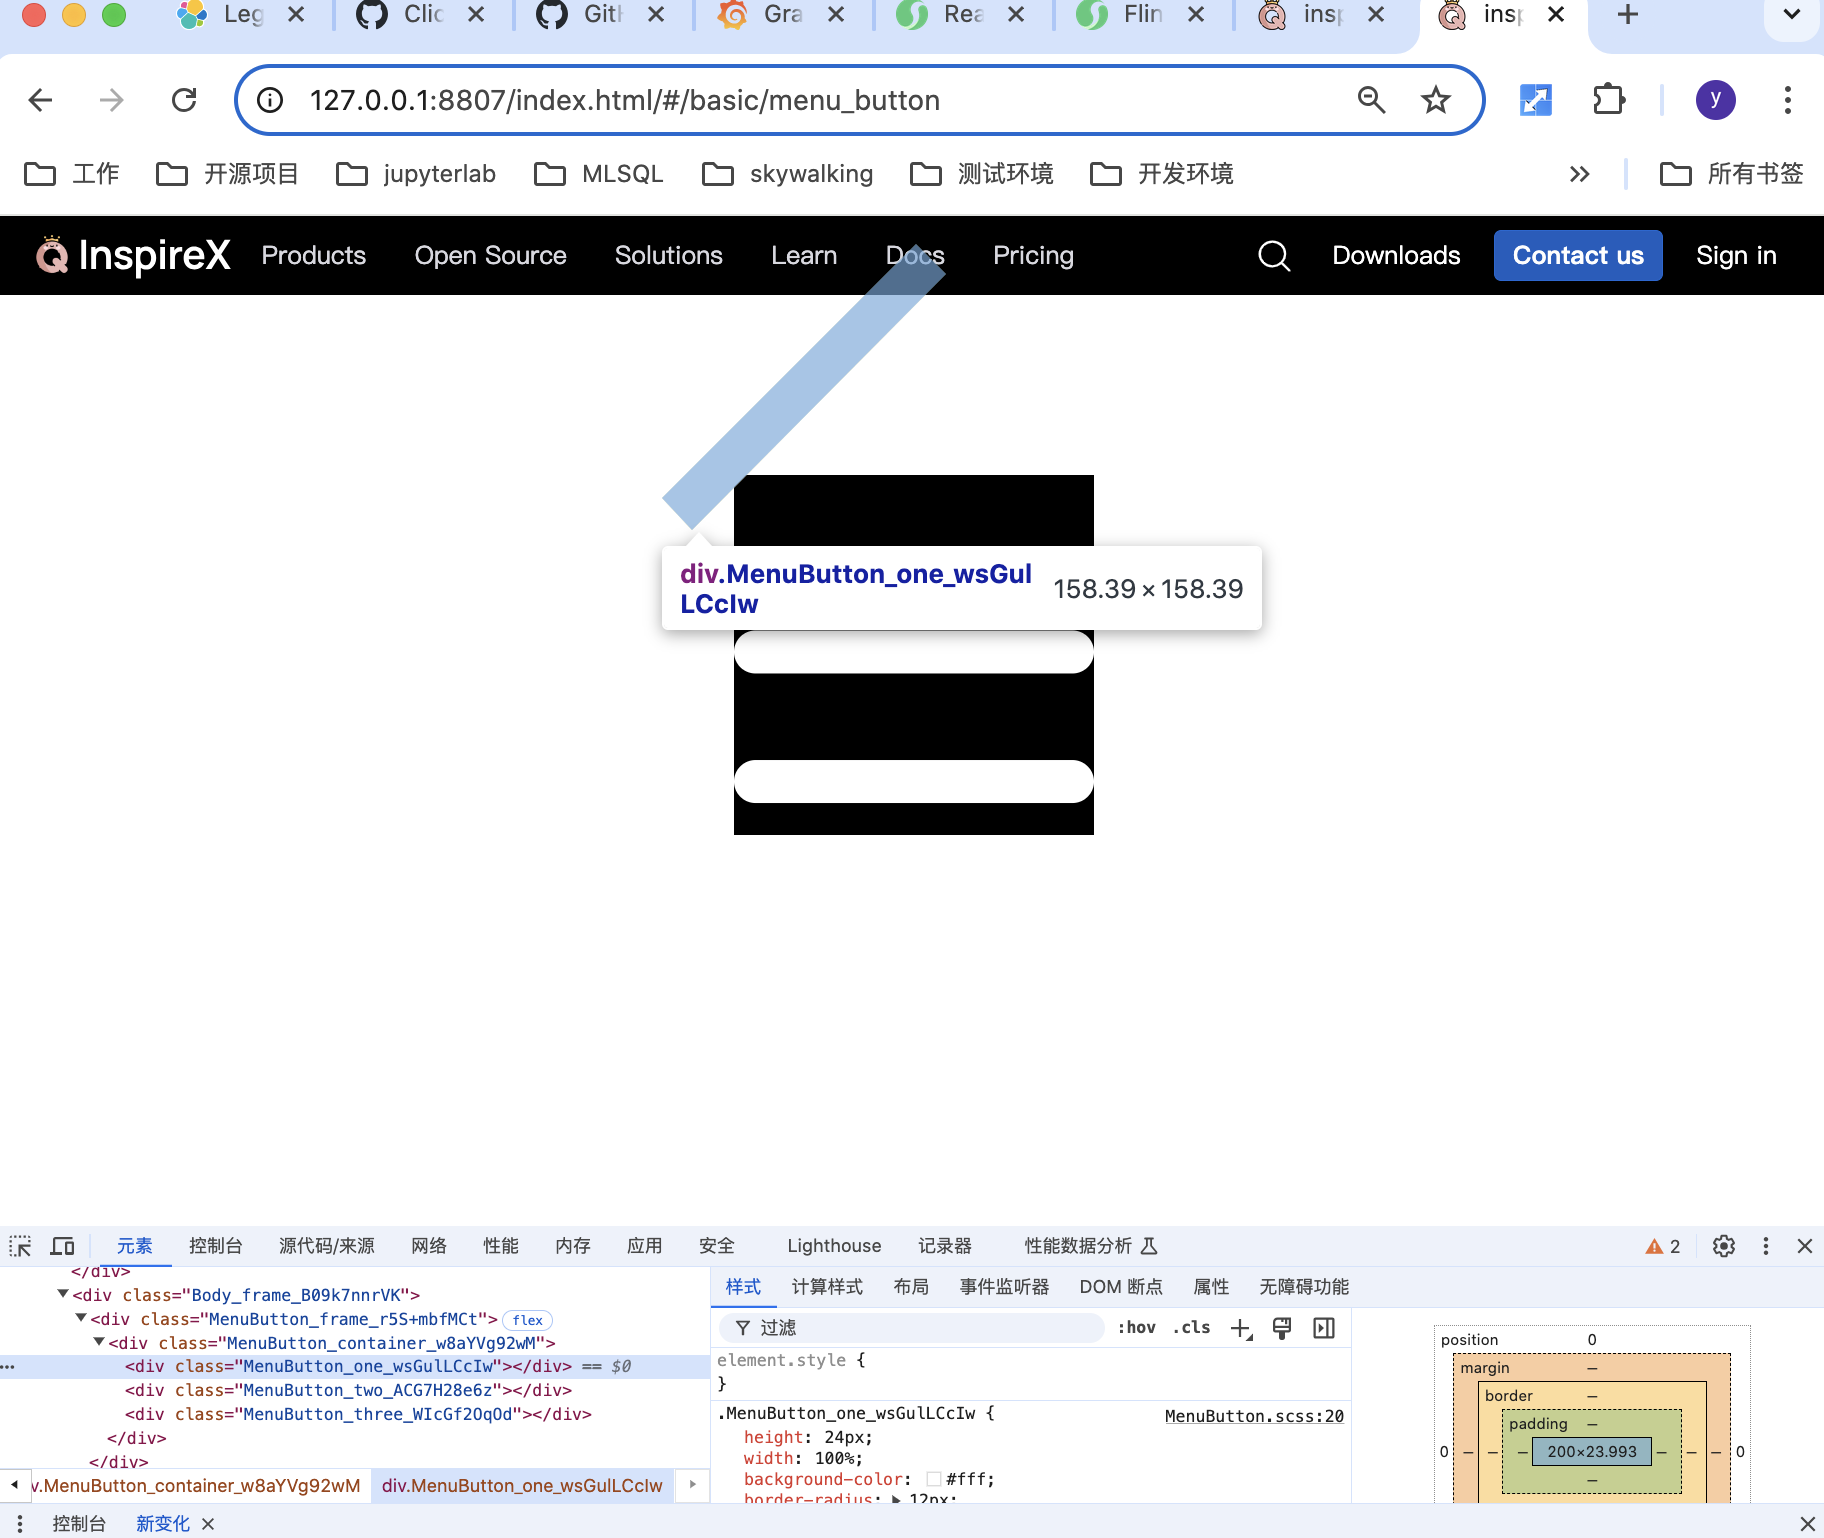 Leg
Clic
GitH
Gra
Rea
Flin
insp
insp
127.0.0.1:8807/index.html/#/basic/menu_button
y
工作
开源项目
jupyterlab
MLSQL
skywalking
测试环境
开发环境
所有书签
InspireX
Products
Open Source
Solutions
Learn
Docs
Pricing
Downloads
Contact us
Sign in
div.MenuButton_one_wsGul
LCcIw
158.39 × 158.39
元素
控制台
源代码/来源
网络
性能
内存
应用
安全
Lighthouse
记录器
性能数据分析
2
</div>
<div class="Body_frame_B09k7nnrVK">
<div class="MenuButton_frame_r5S+mbfMCt"> flex
<div class="MenuButton_container_w8aYVg92wM">
<div class="MenuButton_one_wsGulLCcIw"></div> == $0
<div class="MenuButton_two_ACG7H28e6z"></div>
<div class="MenuButton_three_WIcGf2OqOd"></div>
</div>
</div>
v.MenuButton_container_w8aYVg92wM
div.MenuButton_one_wsGulLCcIw
样式
计算样式
布局
事件监听器
DOM 断点
属性
无障碍功能
过滤
:hov
.cls
element.style {
}
.MenuButton_one_wsGulLCcIw {
MenuButton.scss:20
height: 24px;
width: 100%;
background-color: #fff;
border-radius: 12px;
position 0
margin –
border –
padding –
0 – – – 200×23.993 – – – 0
–
控制台
新变化